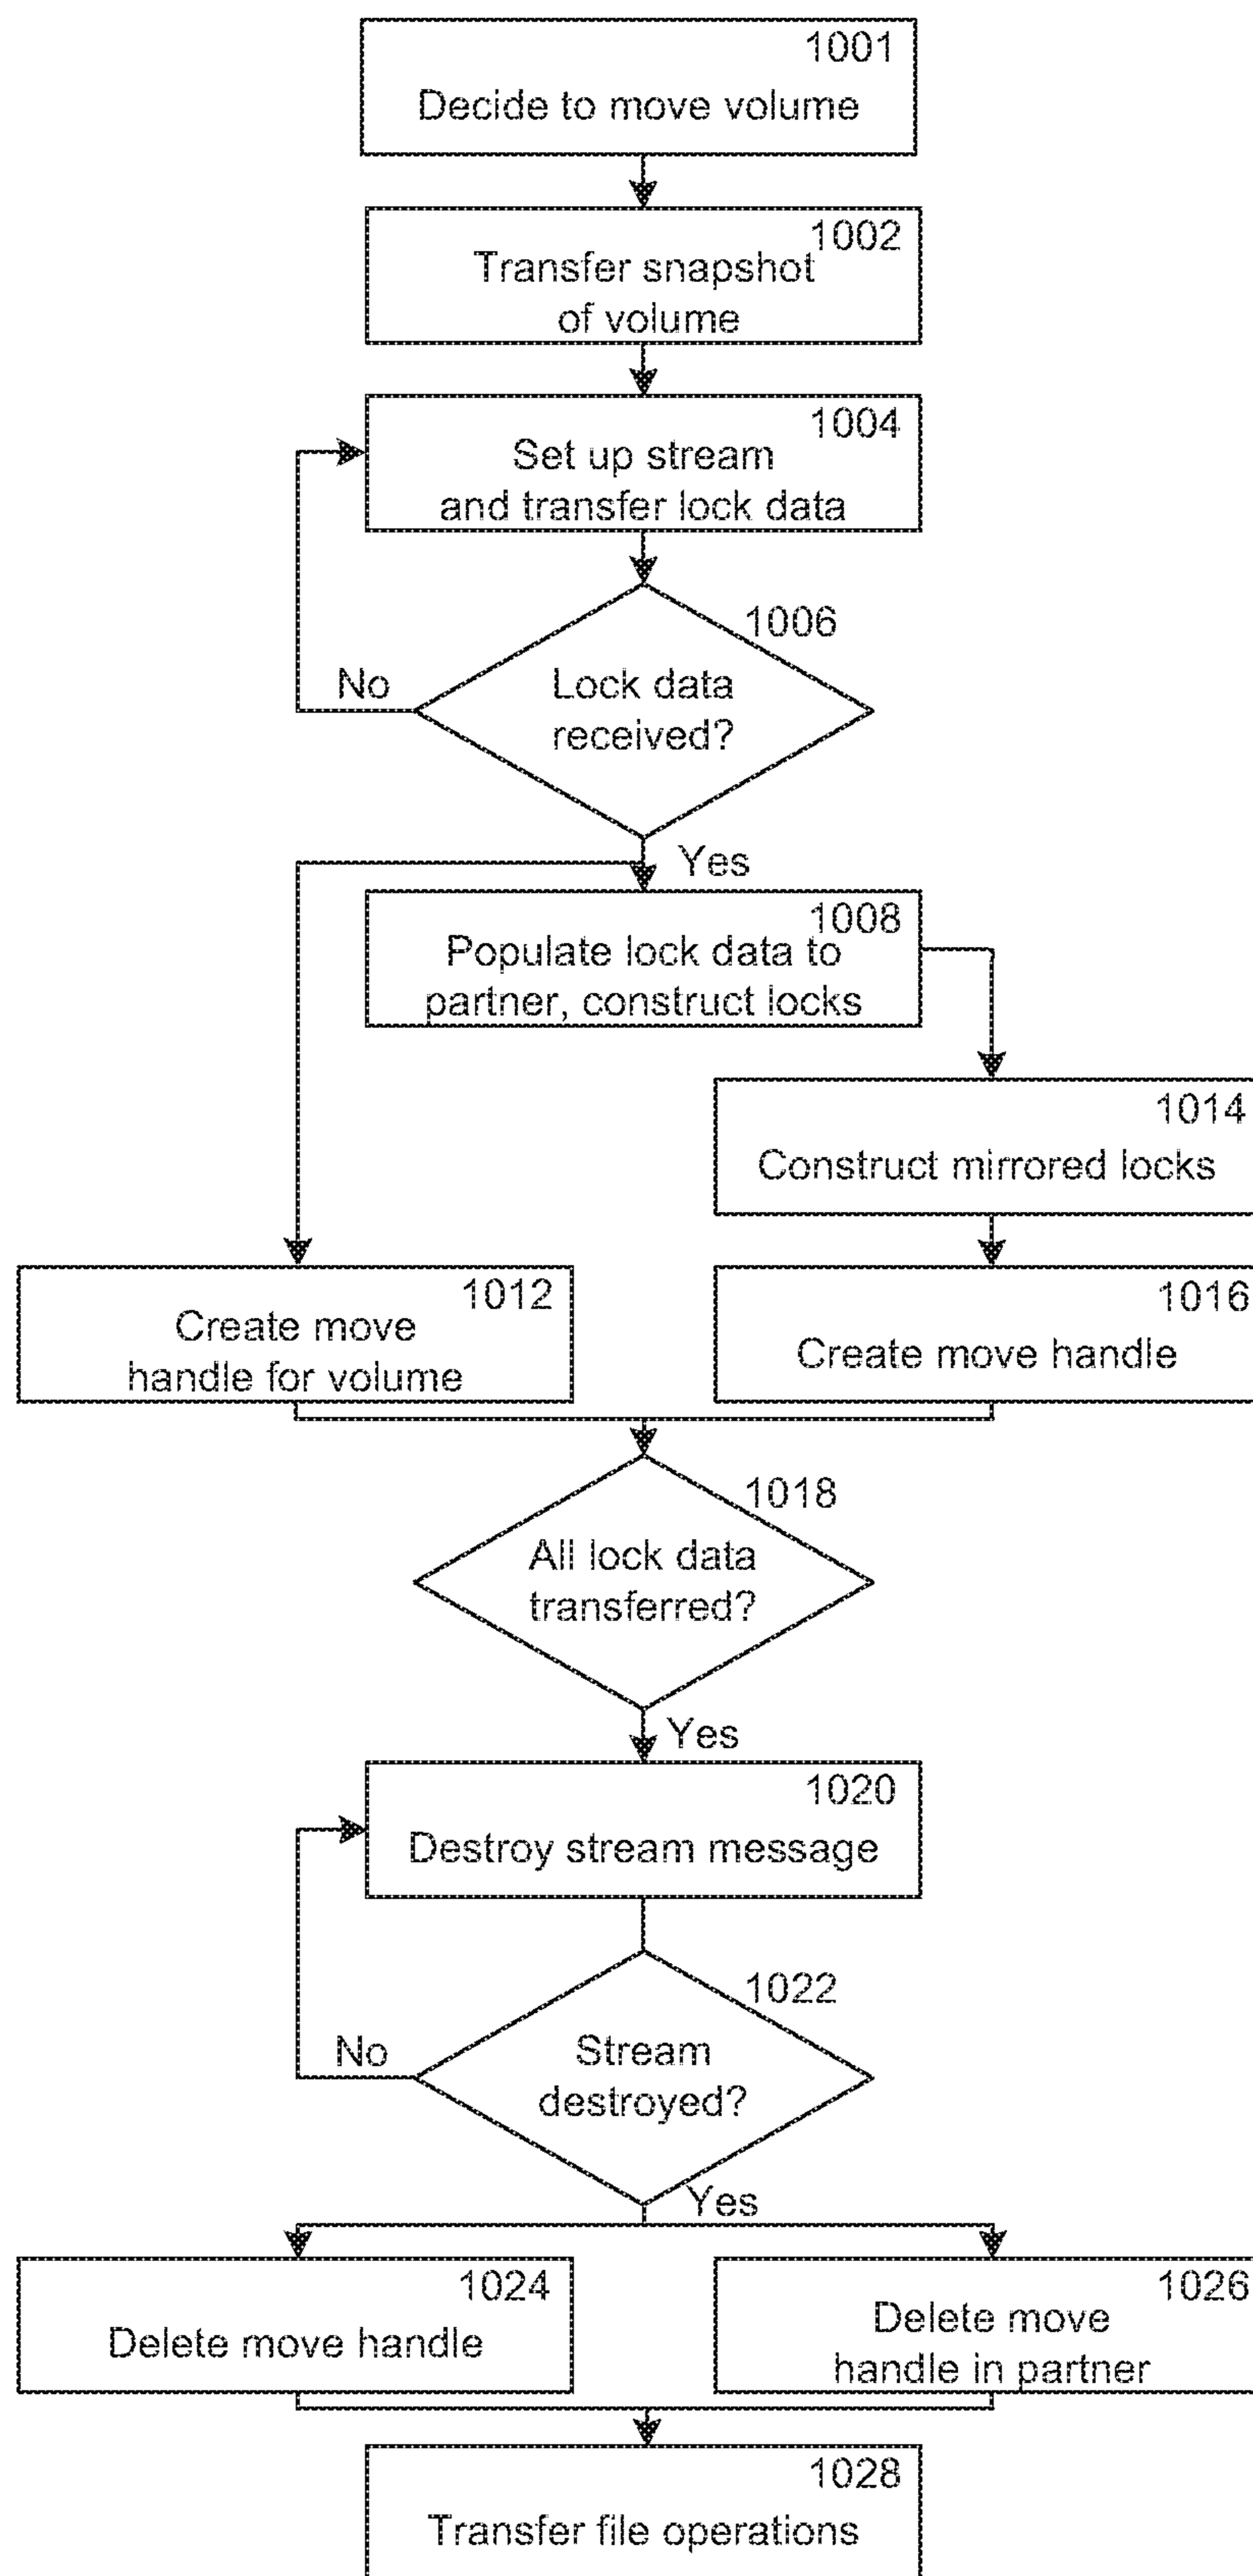 1001
Decide to move volume
1002
Transfer snapshot
of volume
1004
Set up stream
and transfer lock data
1006
No
Lock data
received?
Yes
1008
Populate lock data to
partner, construct locks
1014
Construct mirrored locks
1012
Create move
handle for volume
1016
Create move handle
1018
All lock data
transferred?
Yes
1020
Destroy stream message
1022
No
Stream
destroyed?
Yes
1024
Delete move handle
1026
Delete move
handle in partner
1028
Transfer file operations